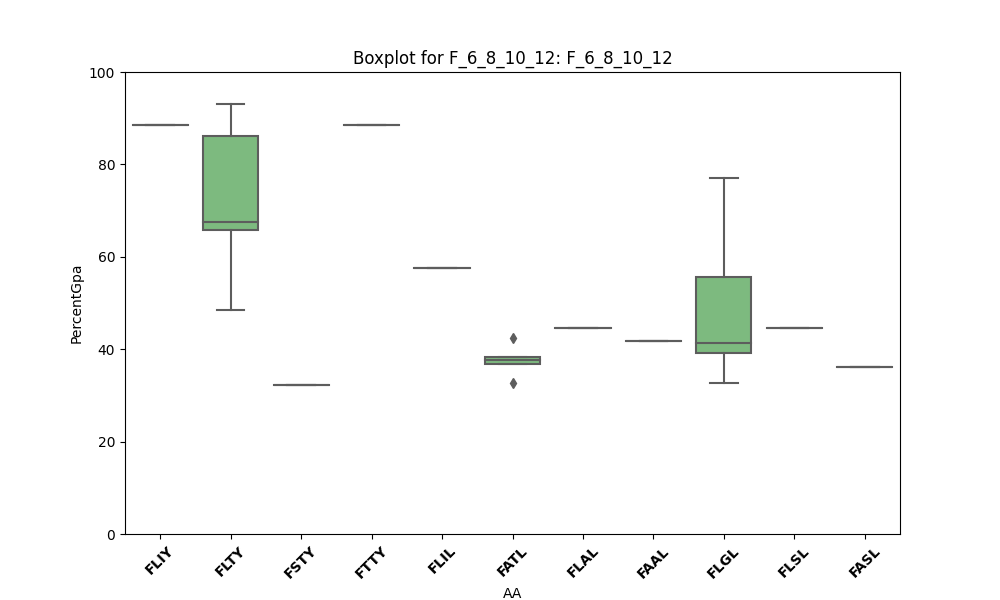 Boxplot for F_6_8_10_12: F_6_8_10_12
100
80
60
40
20
0
PercentGpa
FLIY
FLTY
FSTY
FTTY
FLIL
FATL
FLAL
FAAL
FLGL
FLSL
FASL
AA